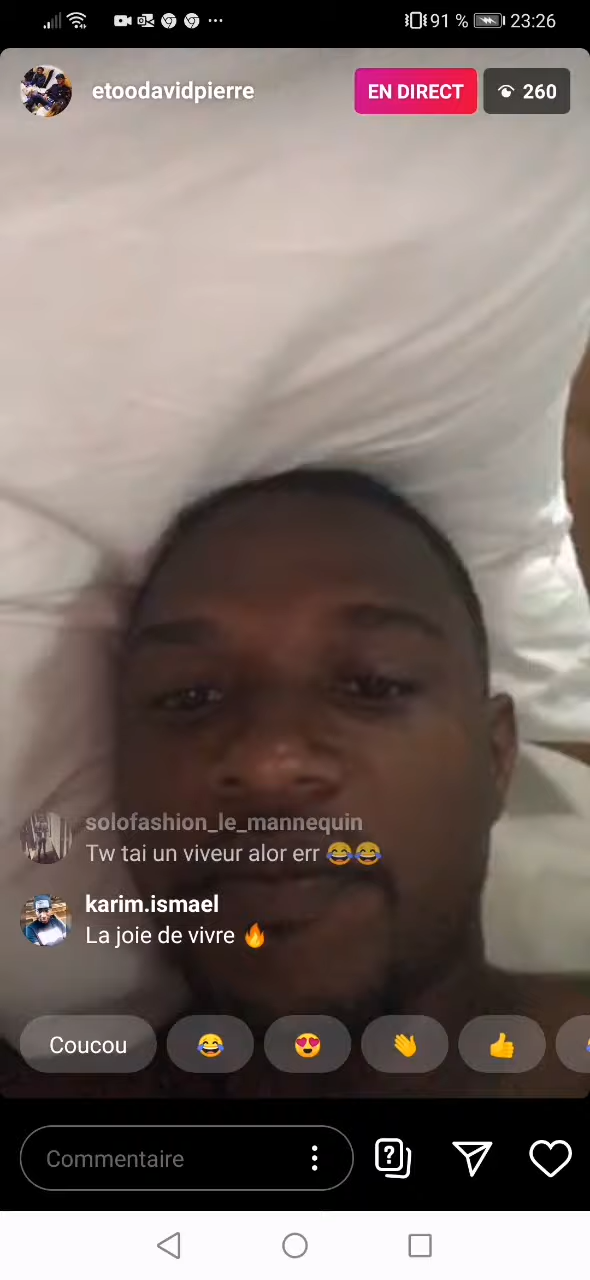 91 % 23:26
etoodavidpierre EN DIRECT 260
solofashion_le_mannequin
Tw tai un viveur alor err 😂😂
karim.ismael
La joie de vivre 🔥
Coucou 😂 😍 👋 👍
Commentaire